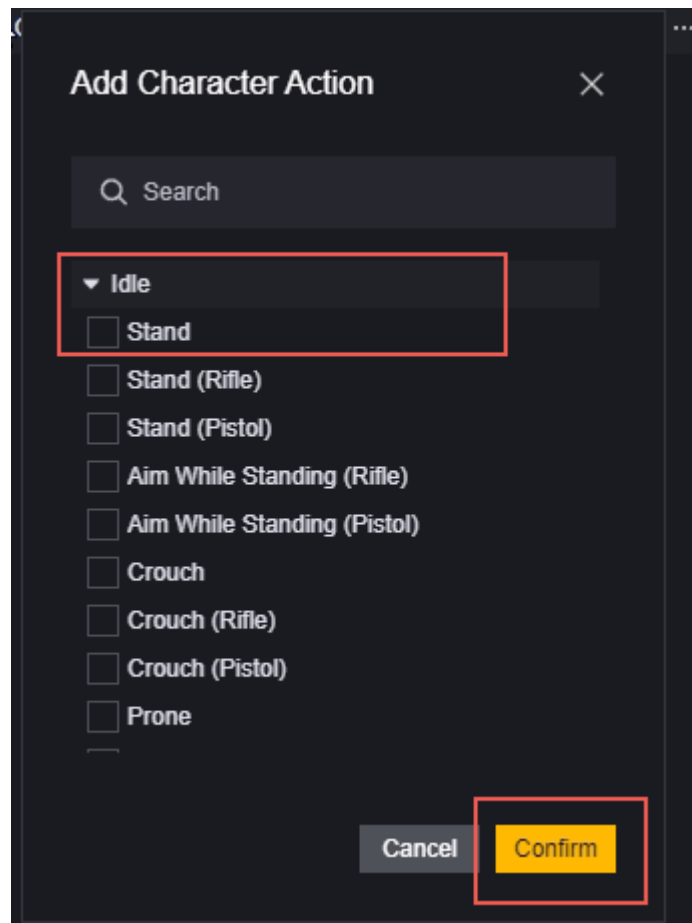 Add Character Action
Search
Idle
Stand
Stand (Rifle)
Stand (Pistol)
Aim While Standing (Rifle)
Aim While Standing (Pistol)
Crouch
Crouch (Rifle)
Crouch (Pistol)
Prone
Cancel Confirm